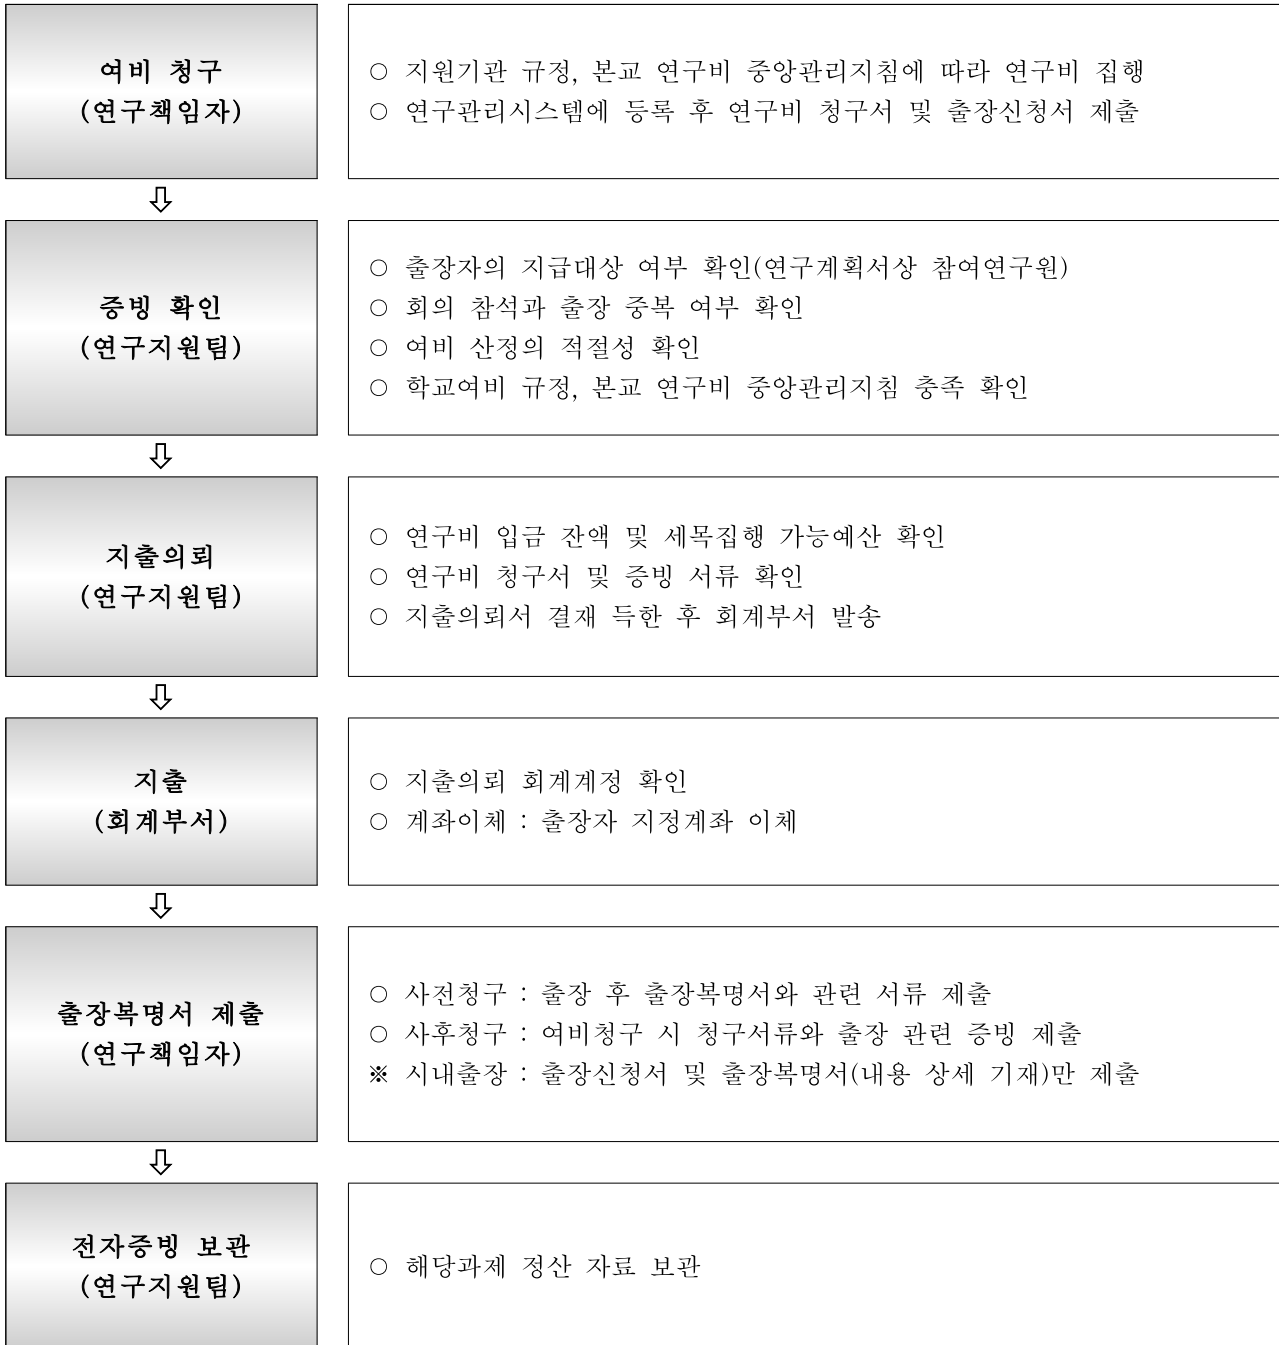 여비 청구
(연구책임자)
○ 지원기관 규정, 본교 연구비 중앙관리지침에 따라 연구비 집행
○ 연구관리시스템에 등록 후 연구비 청구서 및 출장신청서 제출
⇩
증빙 확인
(연구지원팀)
○ 출장자의 지급대상 여부 확인(연구계획서상 참여연구원)
○ 회의 참석과 출장 중복 여부 확인
○ 여비 산정의 적절성 확인
○ 학교여비 규정, 본교 연구비 중앙관리지침 충족 확인
⇩
지출의뢰
(연구지원팀)
○ 연구비 입금 잔액 및 세목집행 가능예산 확인
○ 연구비 청구서 및 증빙 서류 확인
○ 지출의뢰서 결재 득한 후 회계부서 발송
⇩
지출
(회계부서)
○ 지출의뢰 회계계정 확인
○ 계좌이체 : 출장자 지정계좌 이체
⇩
출장복명서 제출
(연구책임자)
○ 사전청구 : 출장 후 출장복명서와 관련 서류 제출
○ 사후청구 : 여비청구 시 청구서류와 출장 관련 증빙 제출
※ 시내출장 : 출장신청서 및 출장복명서(내용 상세 기재)만 제출
⇩
전자증빙 보관
(연구지원팀)
○ 해당과제 정산 자료 보관